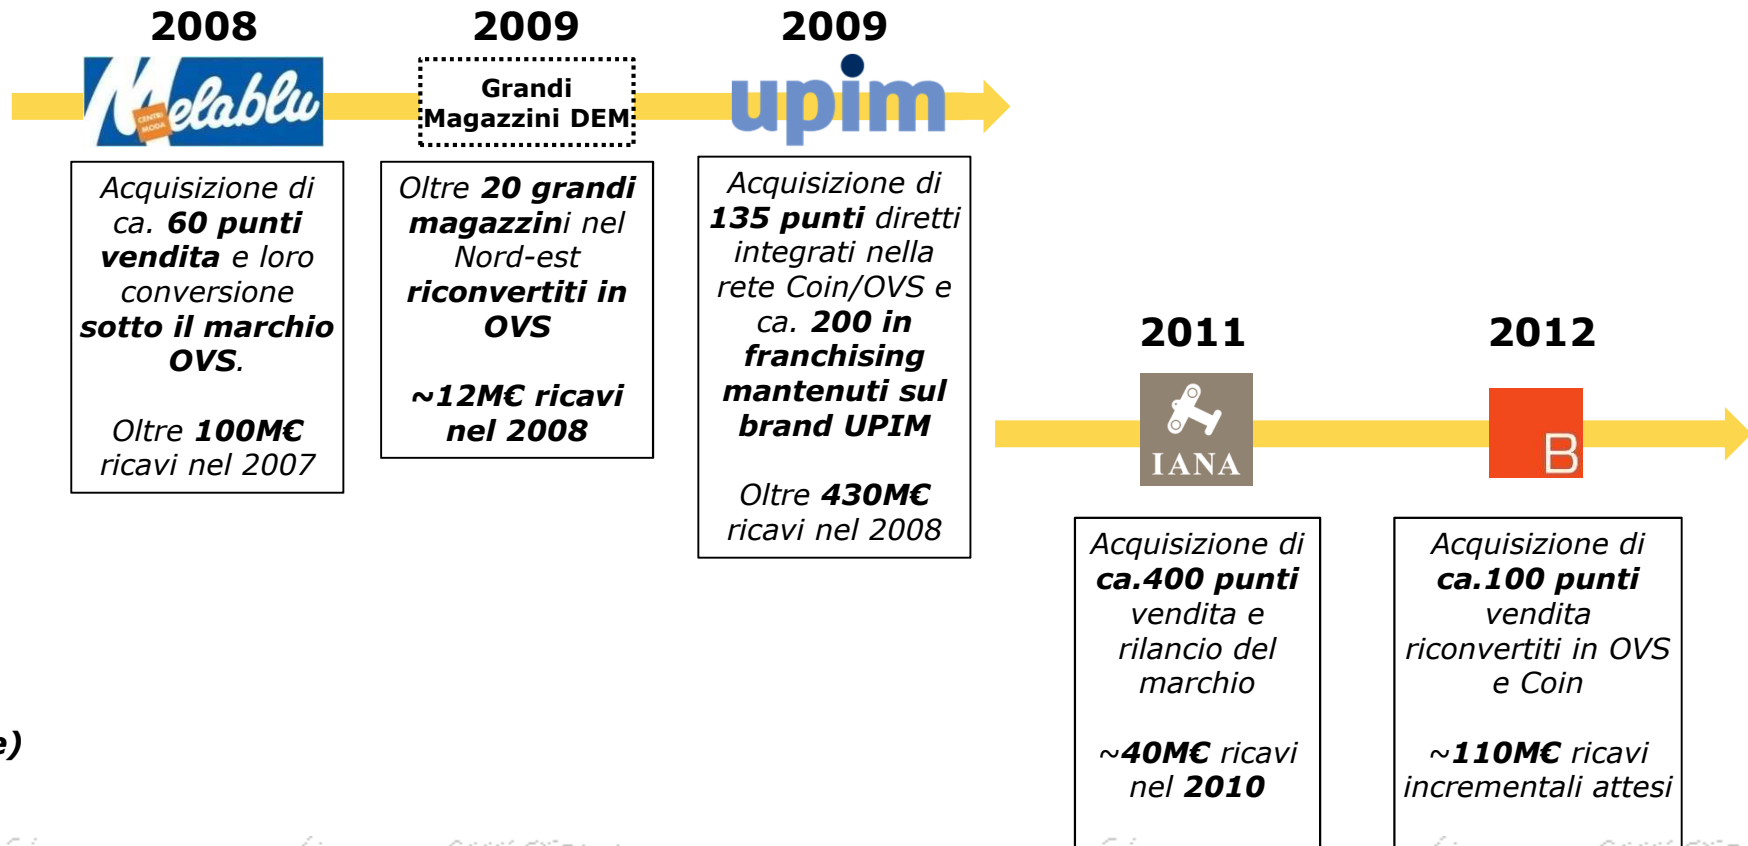 2008
Melablu
CENTRI
MODA
Acquisizione di
ca. 60 punti
vendita e loro
conversione
sotto il marchio
OVS.
Oltre 100M€
ricavi nel 2007
2009
Grandi
Magazzini DEM
Oltre 20 grandi
magazzini nel
Nord-est
riconvertiti in
OVS
~12M€ ricavi
nel 2008
2009
upim
Acquisizione di
135 punti diretti
integrati nella
rete Coin/OVS e
ca. 200 in
franchising
mantenuti sul
brand UPIM
Oltre 430M€
ricavi nel 2008
2011
IANA
Acquisizione di
ca.400 punti
vendita e
rilancio del
marchio
~40M€ ricavi
nel 2010
2012
B
Acquisizione di
ca.100 punti
vendita
riconvertiti in OVS
e Coin
~110M€ ricavi
incrementali attesi
e)